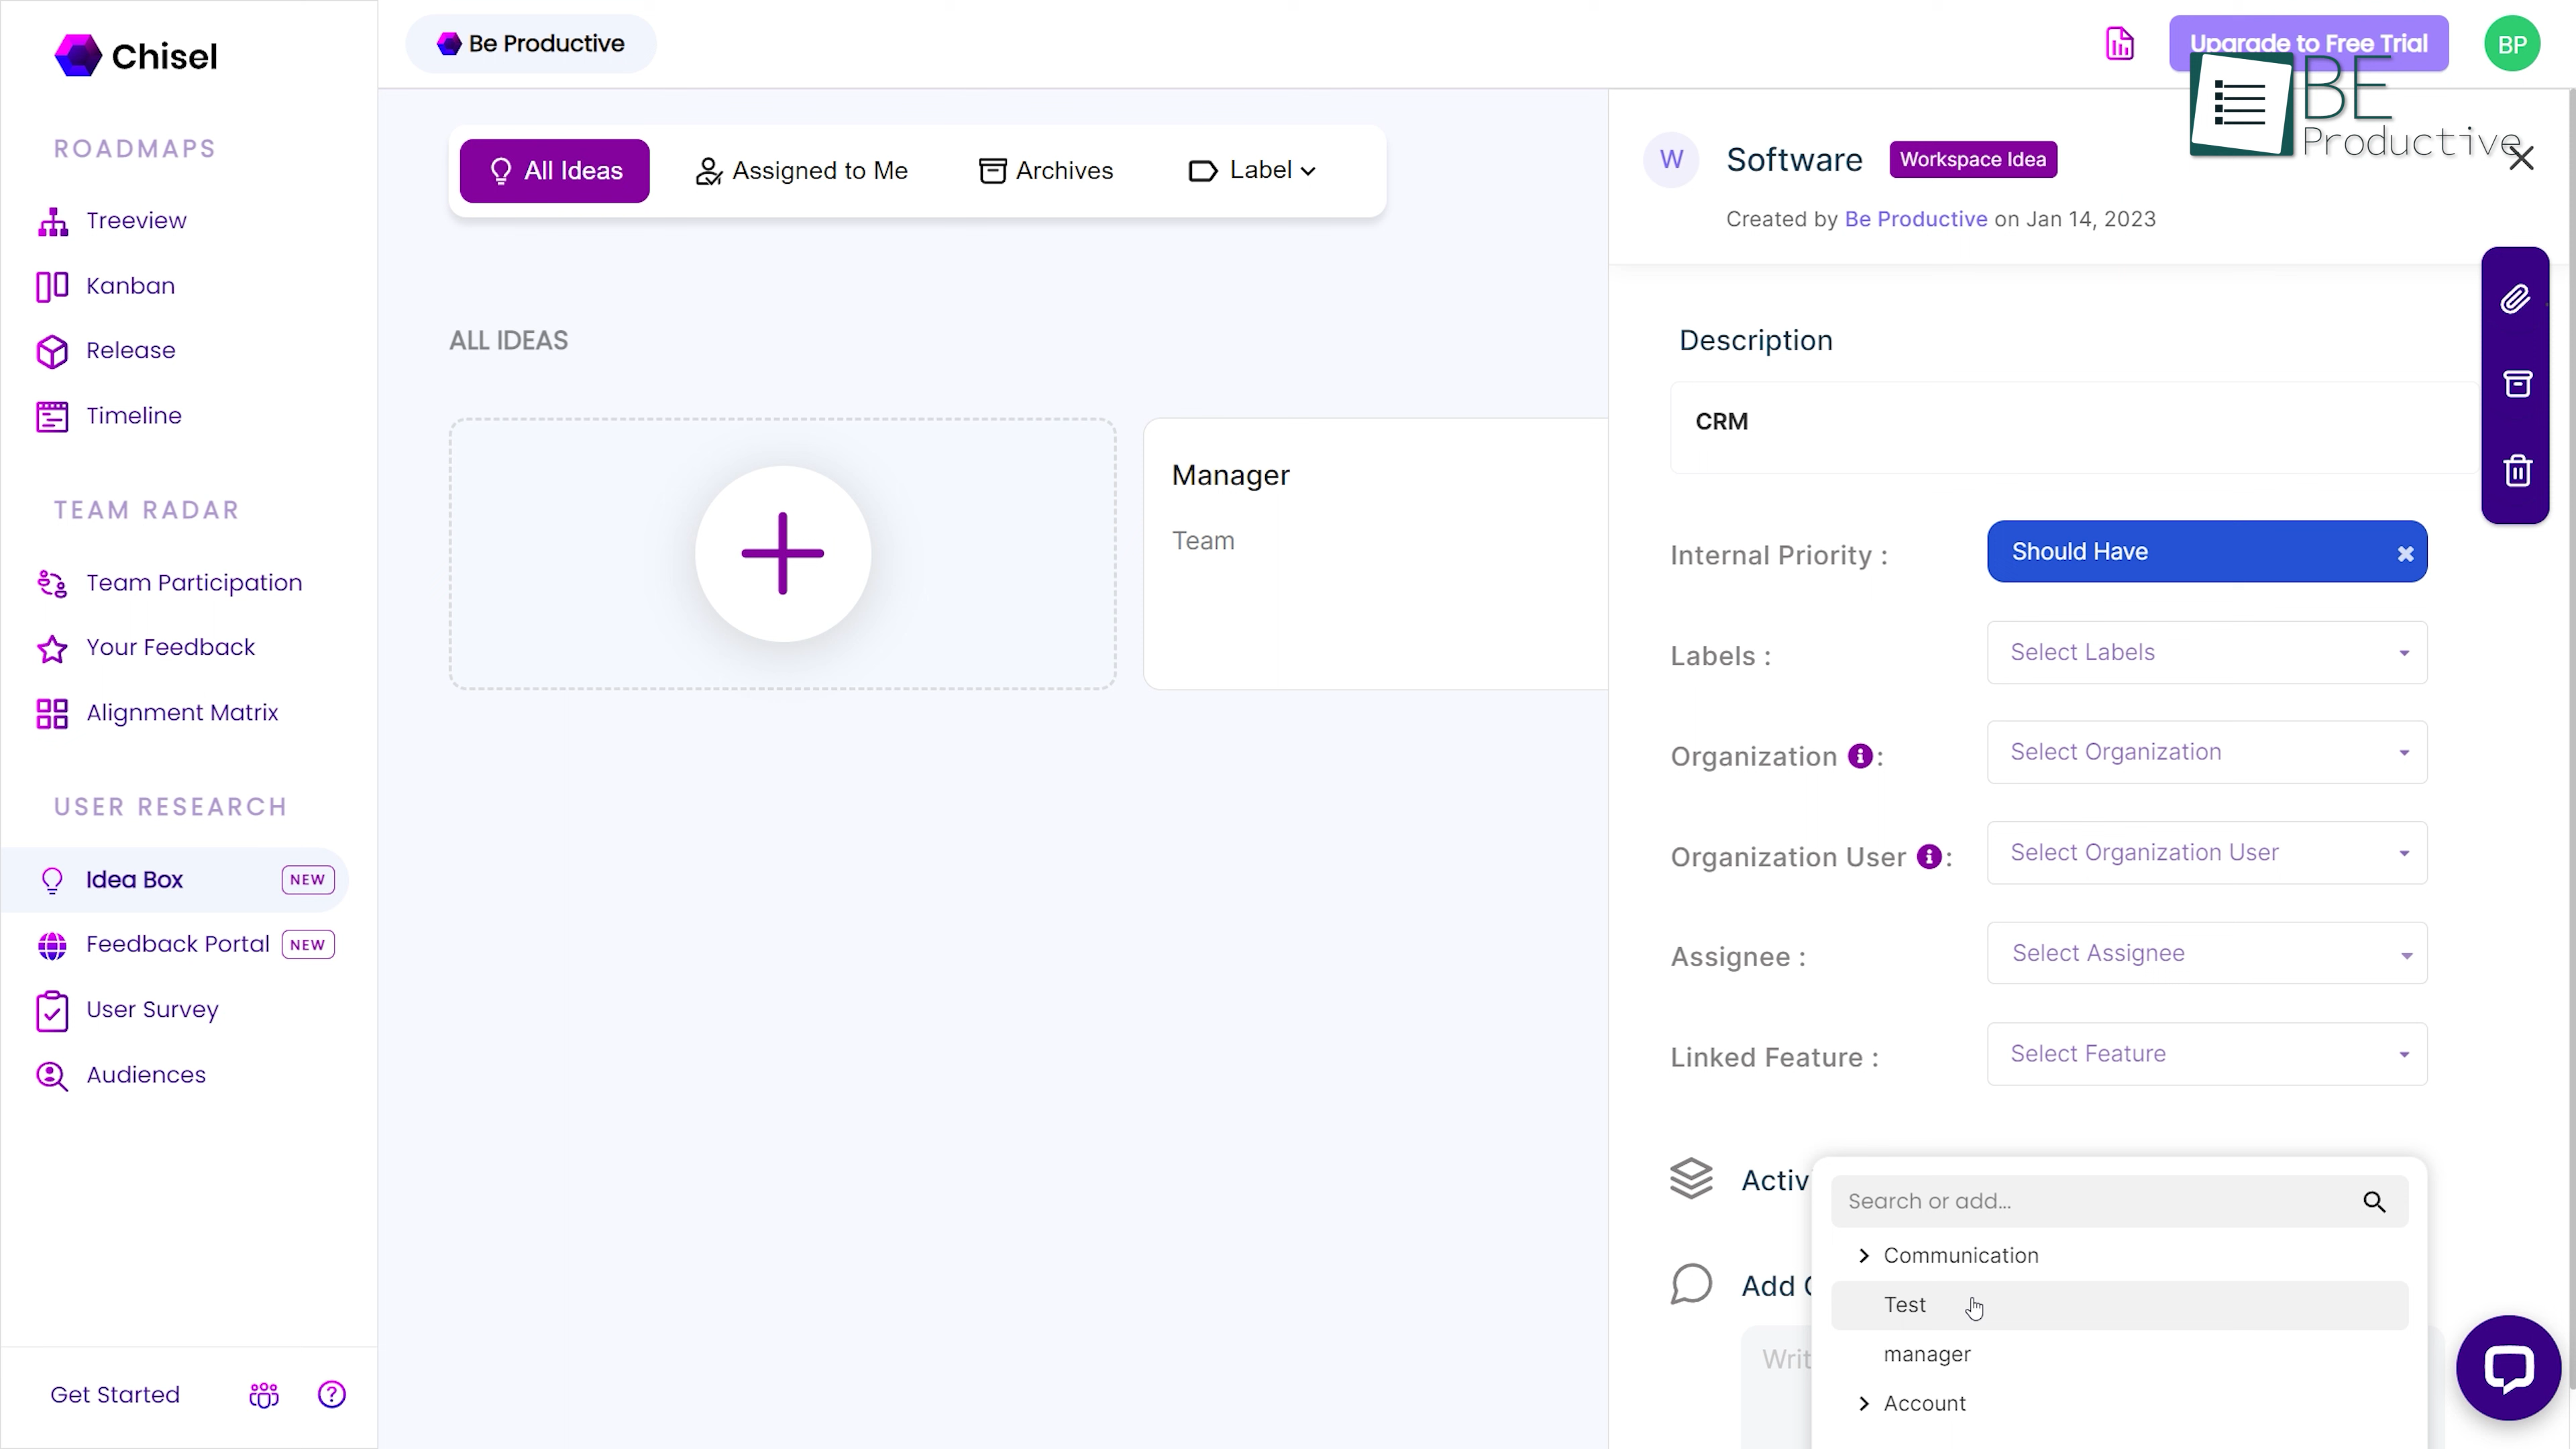 Chisel
Be Productive
Upgrade to Free Trial
BP
BE
Productive
ROADMAPS
Treeview
Kanban
Release
Timeline
TEAM RADAR
Team Participation
Your Feedback
Alignment Matrix
USER RESEARCH
Idea Box NEW
Feedback Portal NEW
User Survey
Audiences
Get Started
All Ideas
Assigned to Me
Archives
Label
ALL IDEAS
Manager
Team
W
Software
Workspace Idea
Created by Be Productive on Jan 14, 2023
Description
CRM
Internal Priority :
Should Have
Labels :
Select Labels
Organization :
Select Organization
Organization User :
Select Organization User
Assignee :
Select Assignee
Linked Feature :
Select Feature
Activ
Add
Writ
Search or add...
Communication
Test
manager
Account